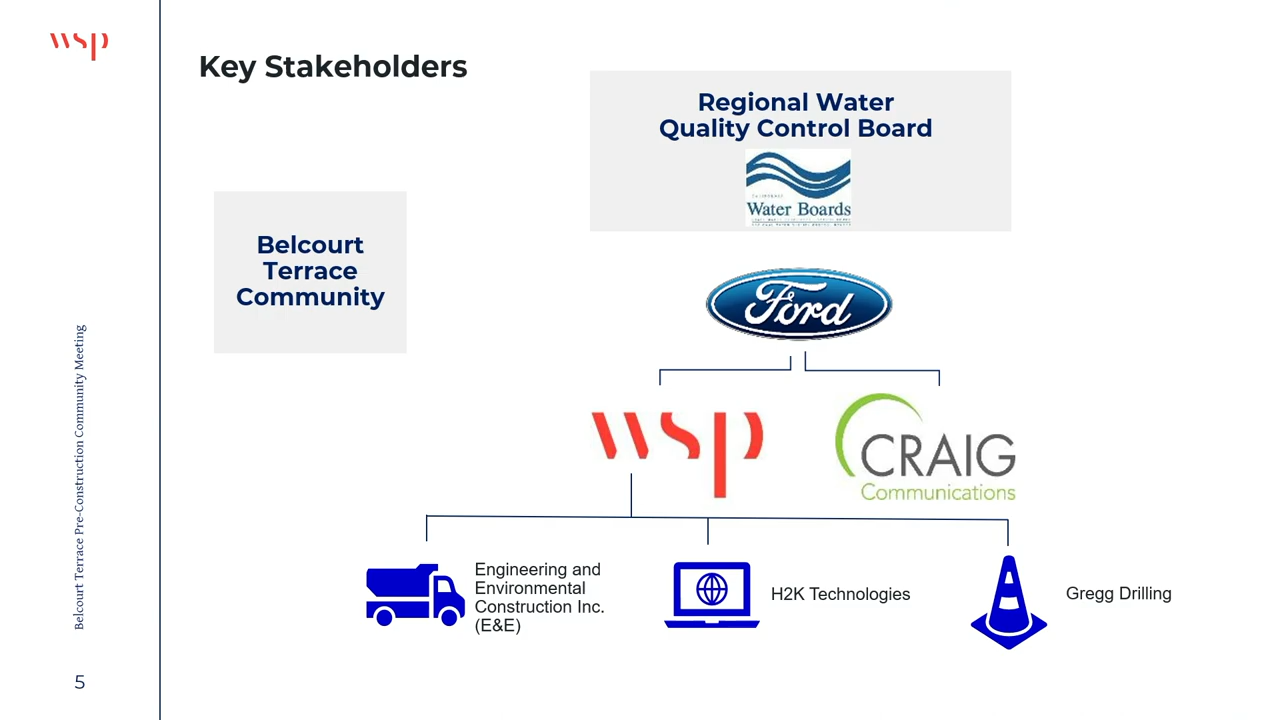 wsp
Key Stakeholders
Regional Water
Quality Control Board
Water Boards
Belcourt
Terrace
Community
Ford
wsp
CRAIG
Communications
Engineering and
Environmental
Construction Inc.
(E&E)
H2K Technologies
Gregg Drilling
Belcourt Terrace Pre-Construction Community Meeting
5